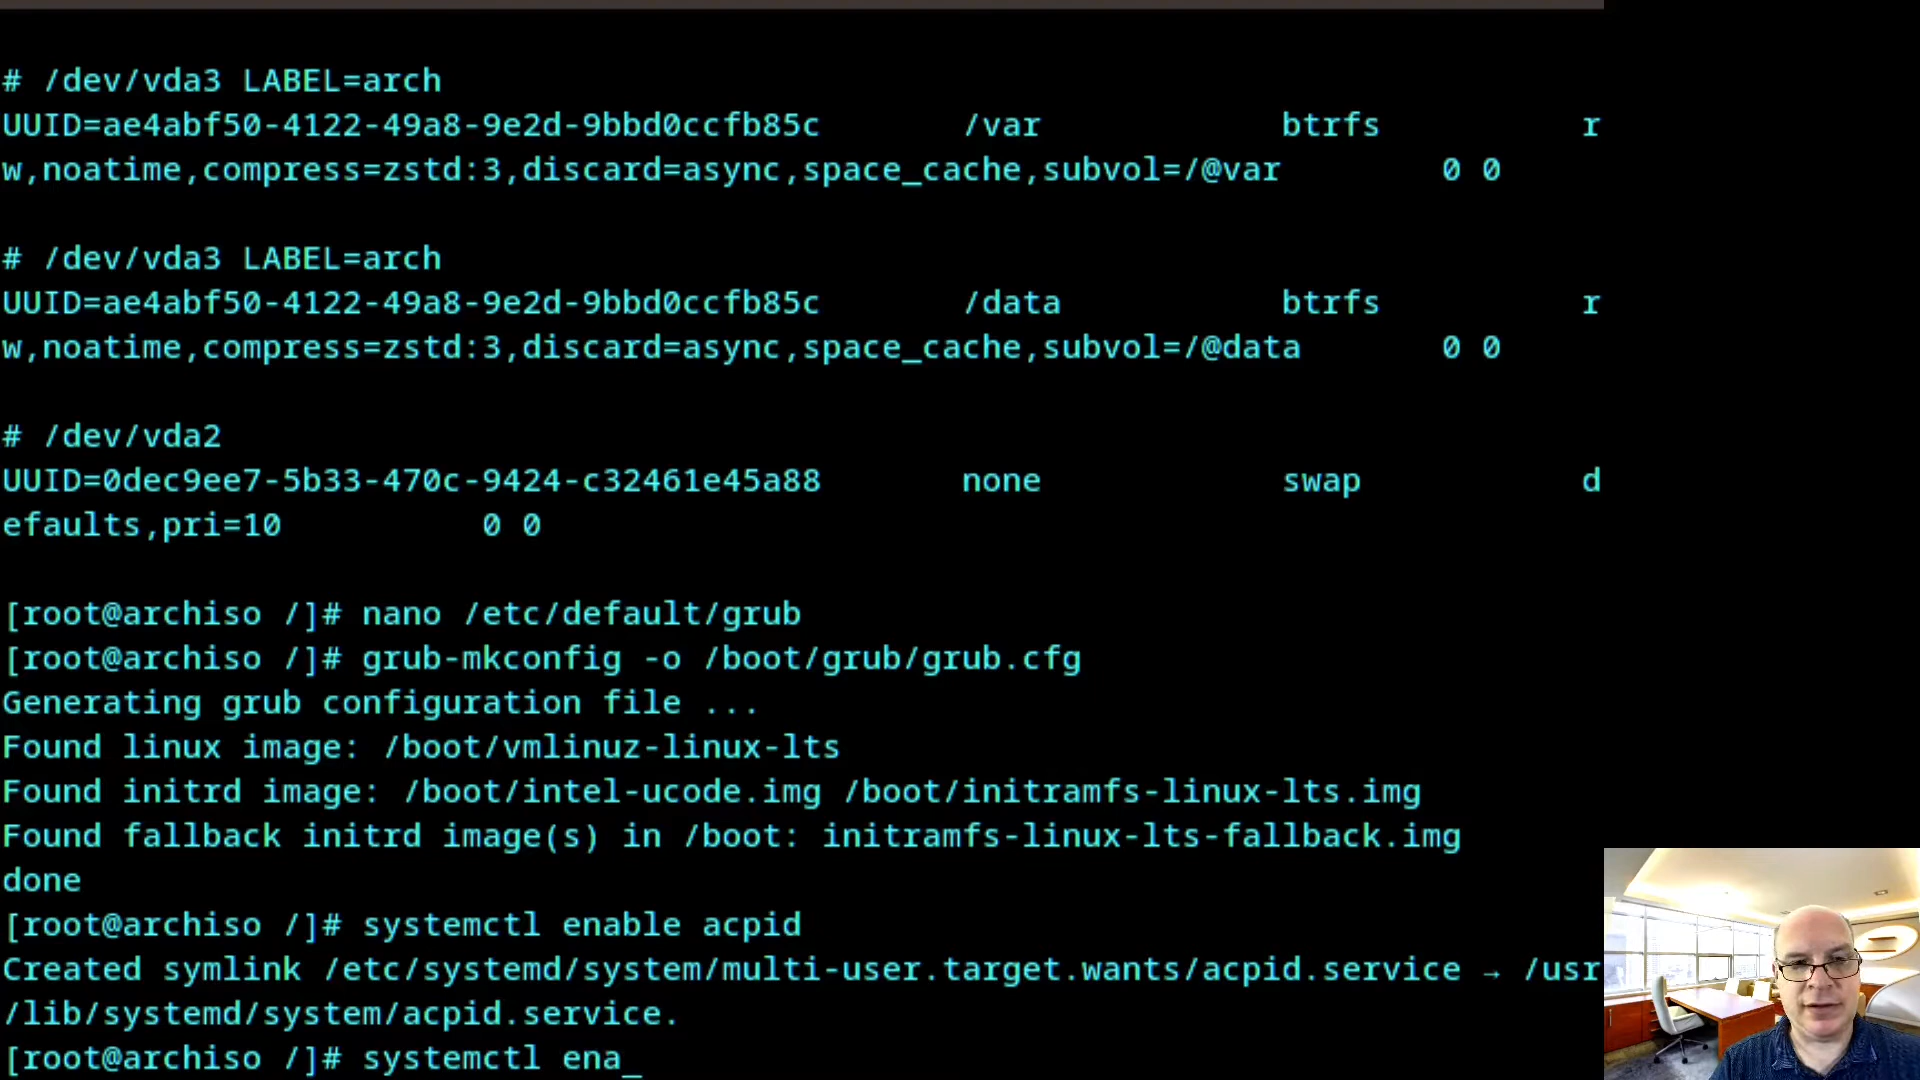 # /dev/vda3 LABEL=arch
UUID=ae4abf50-4122-49a8-9e2d-9bbd0ccfb85c       /var            btrfs          r
w,noatime,compress=zstd:3,discard=async,space_cache,subvol=/@var        0 0
# /dev/vda3 LABEL=arch
UUID=ae4abf50-4122-49a8-9e2d-9bbd0ccfb85c       /data           btrfs          r
w,noatime,compress=zstd:3,discard=async,space_cache,subvol=/@data       0 0
# /dev/vda2
UUID=0dec9ee7-5b33-470c-9424-c32461e45a88       none            swap           d
efaults,pri=10          0 0
[root@archiso /]# nano /etc/default/grub
[root@archiso /]# grub-mkconfig -o /boot/grub/grub.cfg
Generating grub configuration file ...
Found linux image: /boot/vmlinuz-linux-lts
Found initrd image: /boot/intel-ucode.img /boot/initramfs-linux-lts.img
Found fallback initrd image(s) in /boot: initramfs-linux-lts-fallback.img
done
[root@archiso /]# systemctl enable acpid
Created symlink /etc/systemd/system/multi-user.target.wants/acpid.service → /usr
/lib/systemd/system/acpid.service.
[root@archiso /]# systemctl ena_